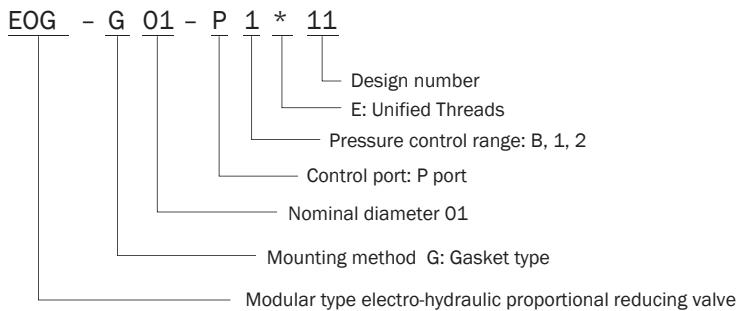 EOG – G 01 – P 1 * 11
Design number
E: Unified Threads
Pressure control range: B, 1, 2
Control port: P port
Nominal diameter 01
Mounting method G: Gasket type
Modular type electro-hydraulic proportional reducing valve